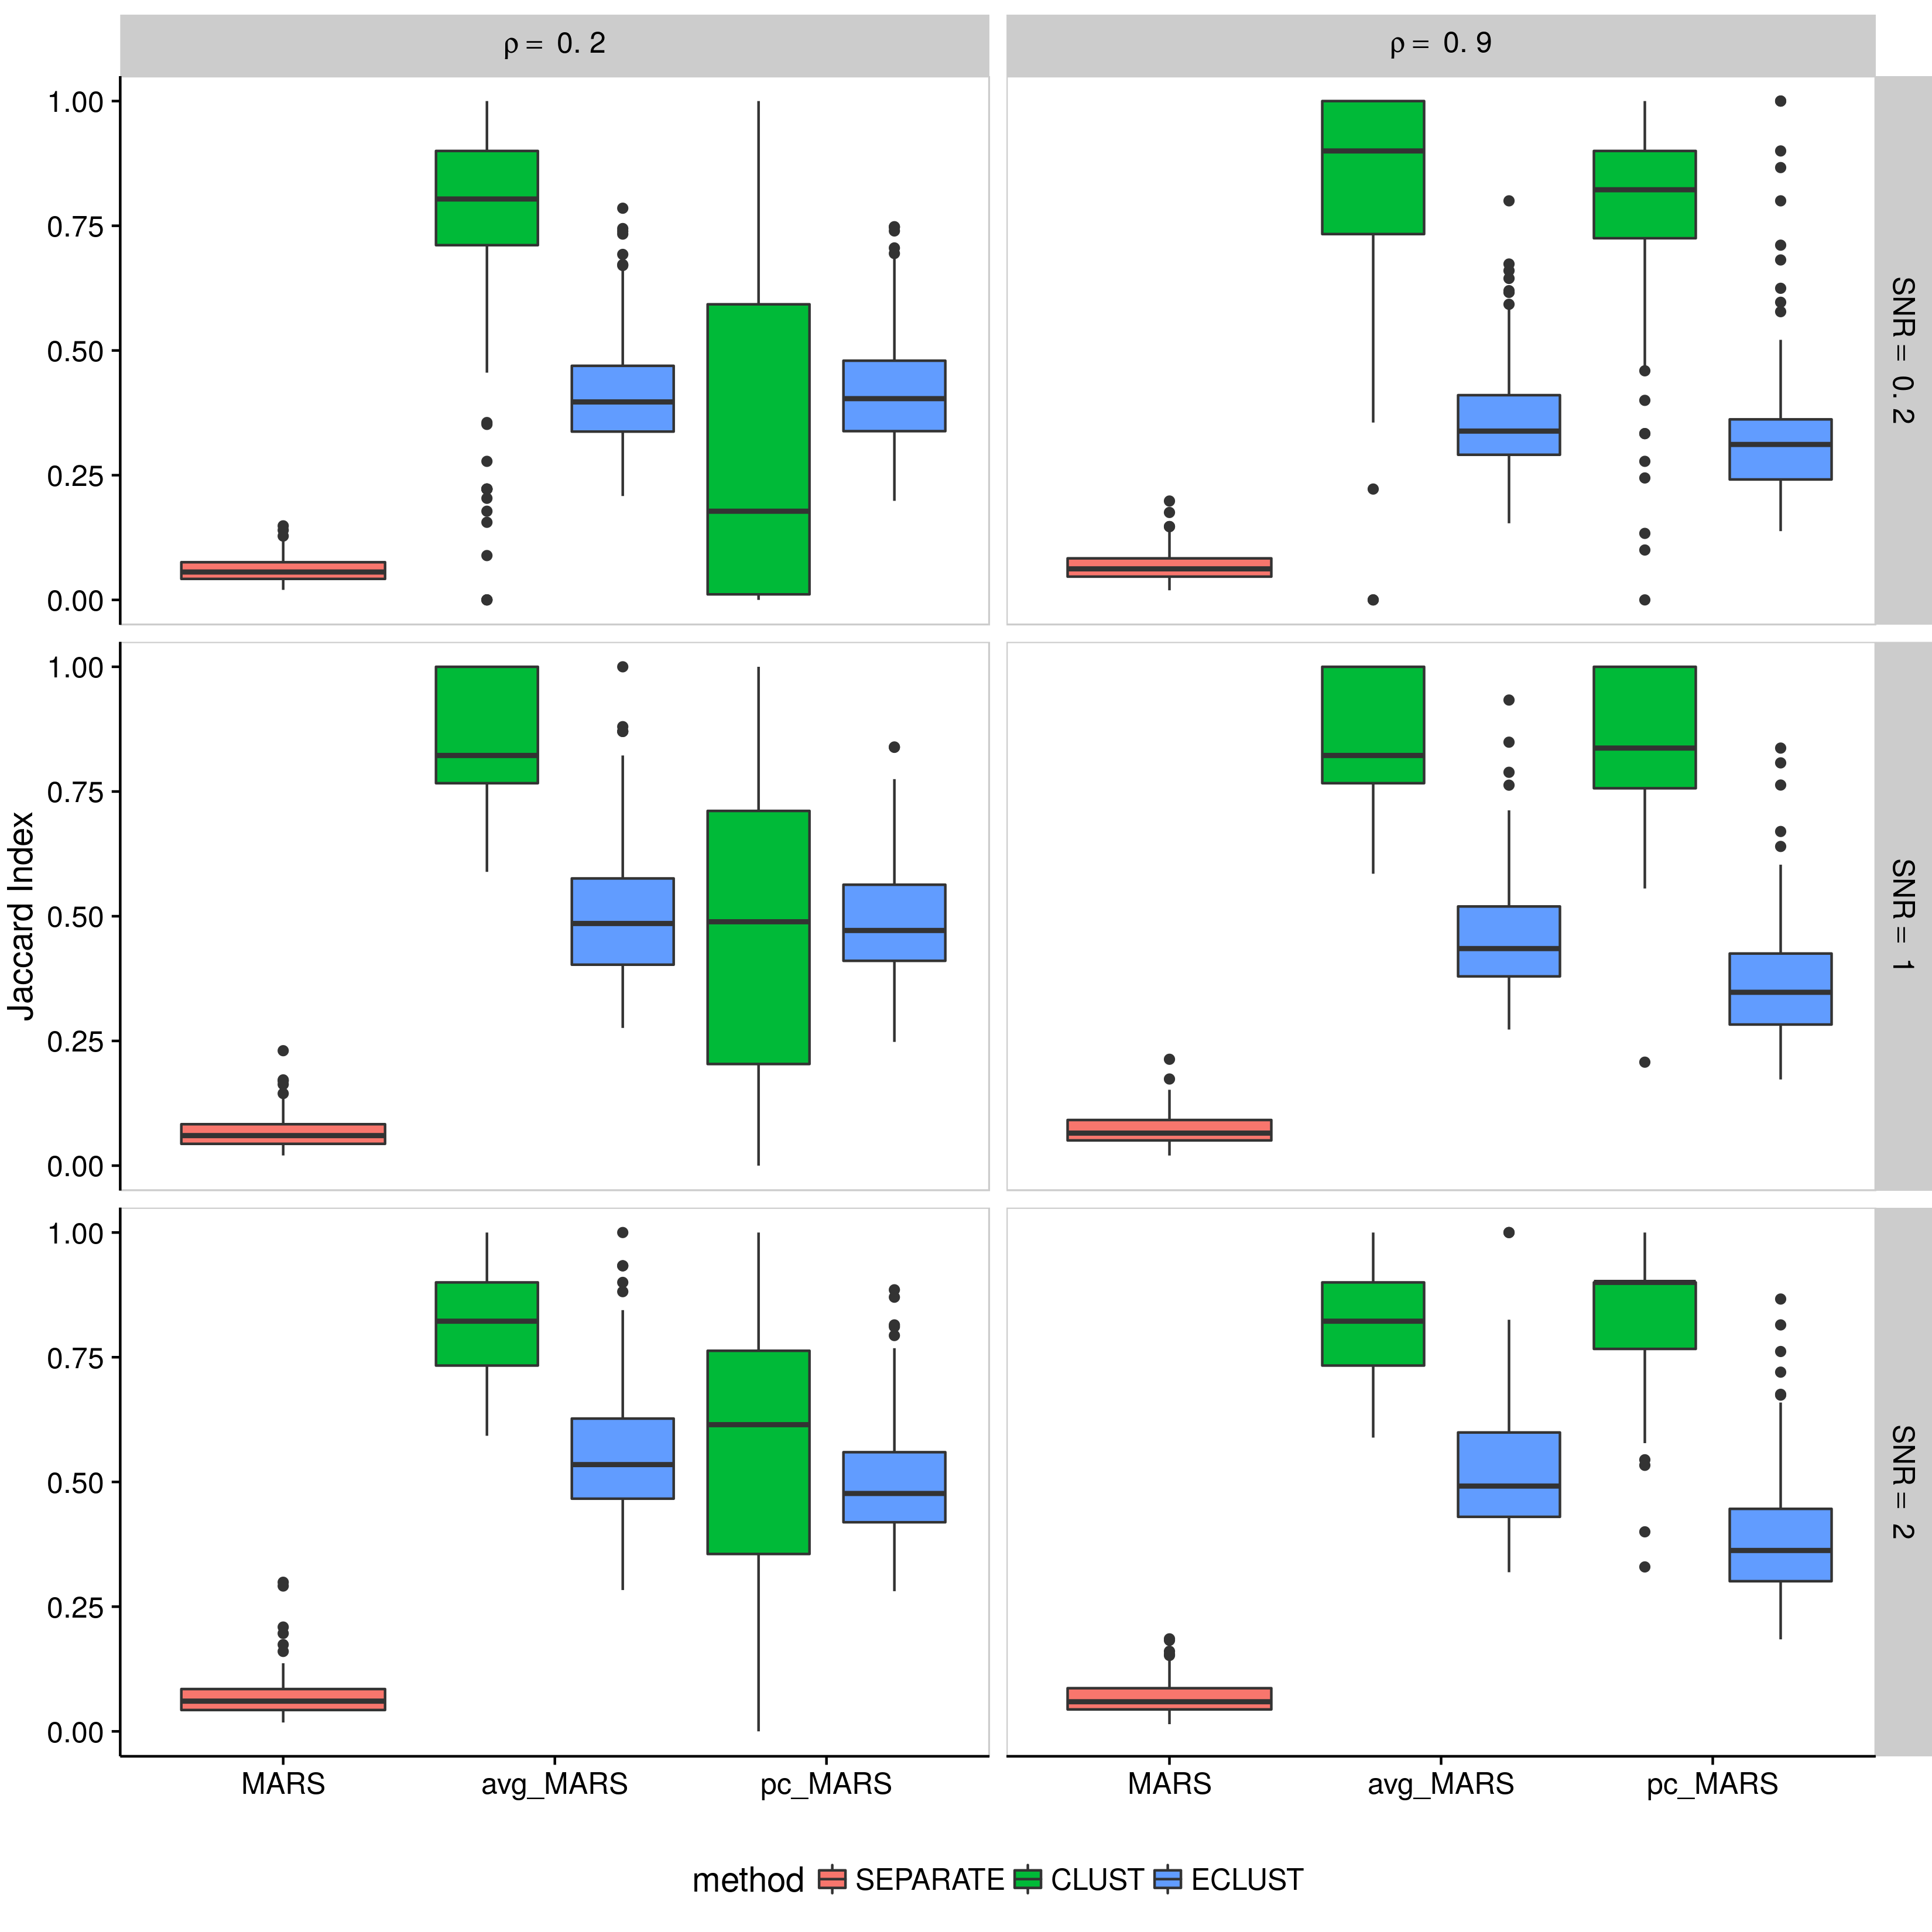 ρ = 0. 2
ρ = 0. 9
1.00
0.75
0.50
0.25
0.00
SNR = 0. 2
1.00
0.75
0.50
0.25
0.00
SNR = 1
Jaccard Index
1.00
0.75
0.50
0.25
0.00
SNR = 2
MARS avg_MARS pc_MARS
MARS avg_MARS pc_MARS
method SEPARATE CLUST ECLUST